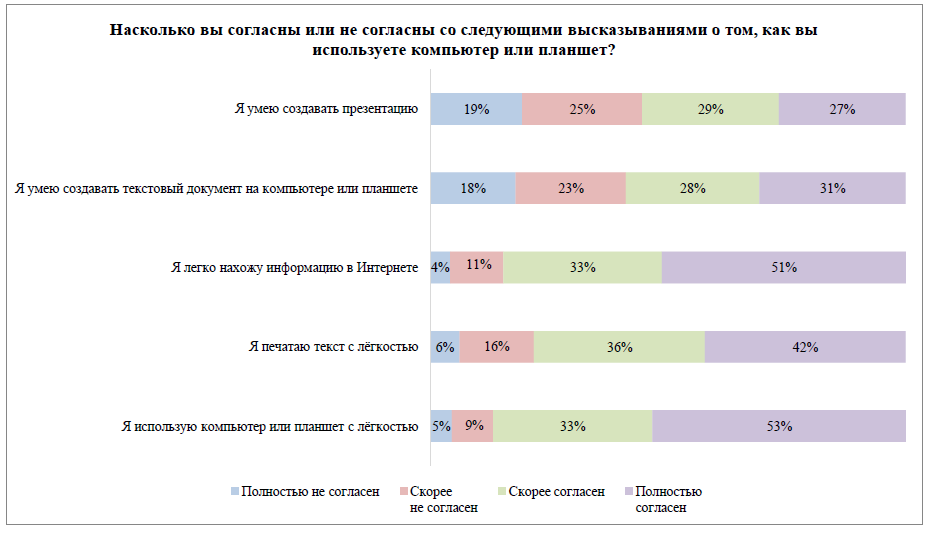 Насколько вы согласны или не согласны со следующими высказываниями о том, как вы
используете компьютер или планшет?
Я умею создавать презентацию
19% 25% 29% 27%
Я умею создавать текстовый документ на компьютере или планшете
18% 23% 28% 31%
Я легко нахожу информацию в Интернете
4% 11% 33% 51%
Я печатаю текст с лёгкостью
6% 16% 36% 42%
Я использую компьютер или планшет с лёгкостью
5% 9% 33% 53%
Полностью не согласен
Скорее
не согласен
Скорее согласен
Полностью
согласен